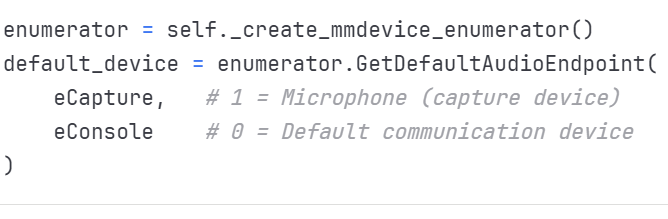 enumerator = self._create_mmdevice_enumerator()
default_device = enumerator.GetDefaultAudioEndpoint(
    eCapture,   # 1 = Microphone (capture device)
    eConsole    # 0 = Default communication device
)